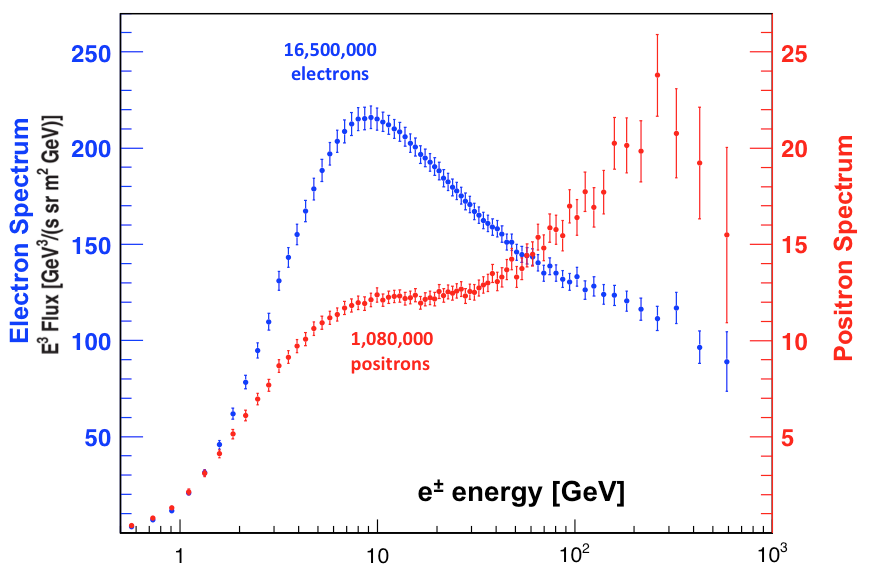 16,500,000
electrons
1,080,000
positrons
Electron Spectrum
E³ Flux [GeV³/(s sr m² GeV)]
Positron Spectrum
e± energy [GeV]
250
200
150
100
50
25
20
15
10
5
1
10
10²
10³